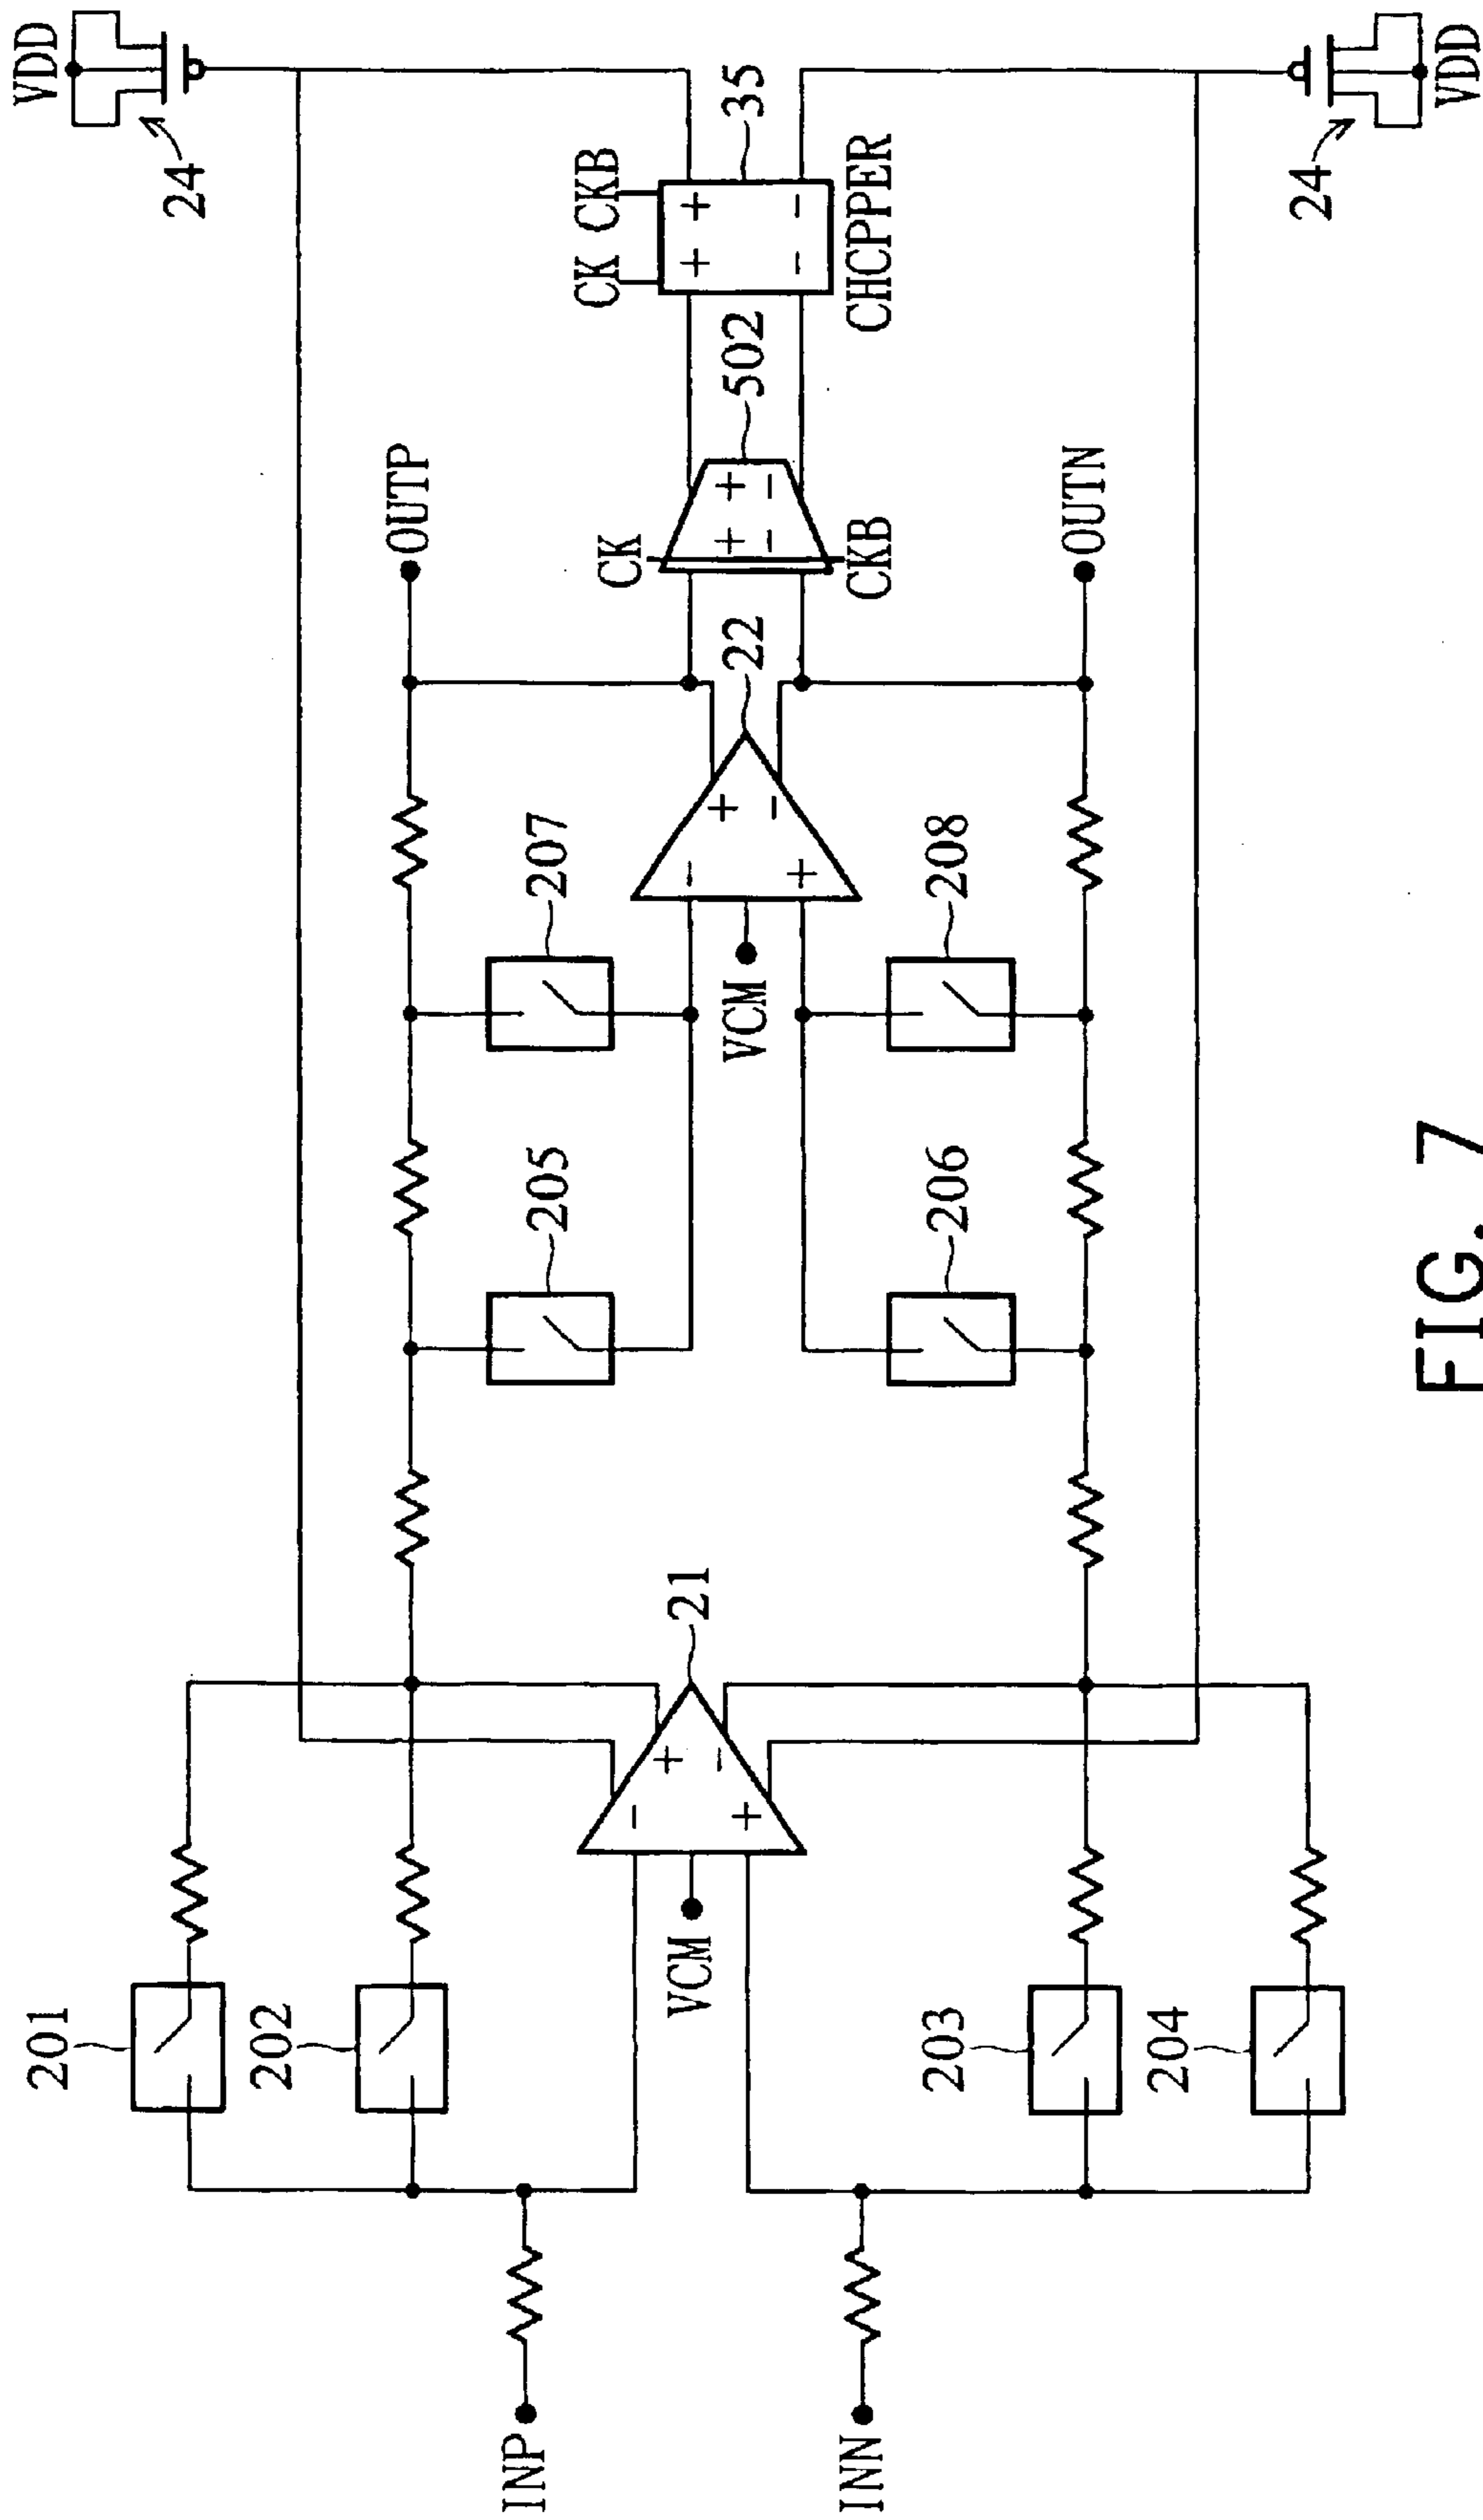 VDD
24
201
202
205
207
OUTP
CK
CK CKB
INP
VCM
21
VCM
22
502
35
+ +
- -
+ +
- -
- +
+ -
- +
+ -
INN
203
204
206
208
CKB
OUTN
CHCPPER
24
VDD
FIG. 7